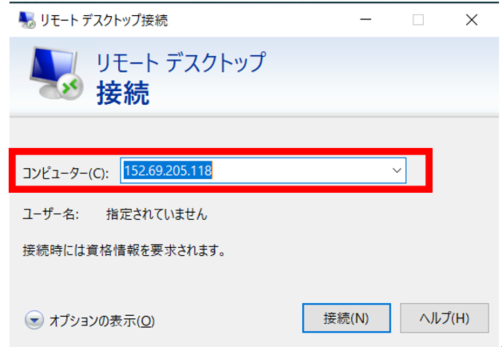 リモート デスクトップ接続
リモート デスクトップ
接続
コンピューター(C): 152.69.205.118
ユーザー名: 指定されていません
接続時には資格情報を要求されます。
オプションの表示(O) 接続(N) ヘルプ(H)